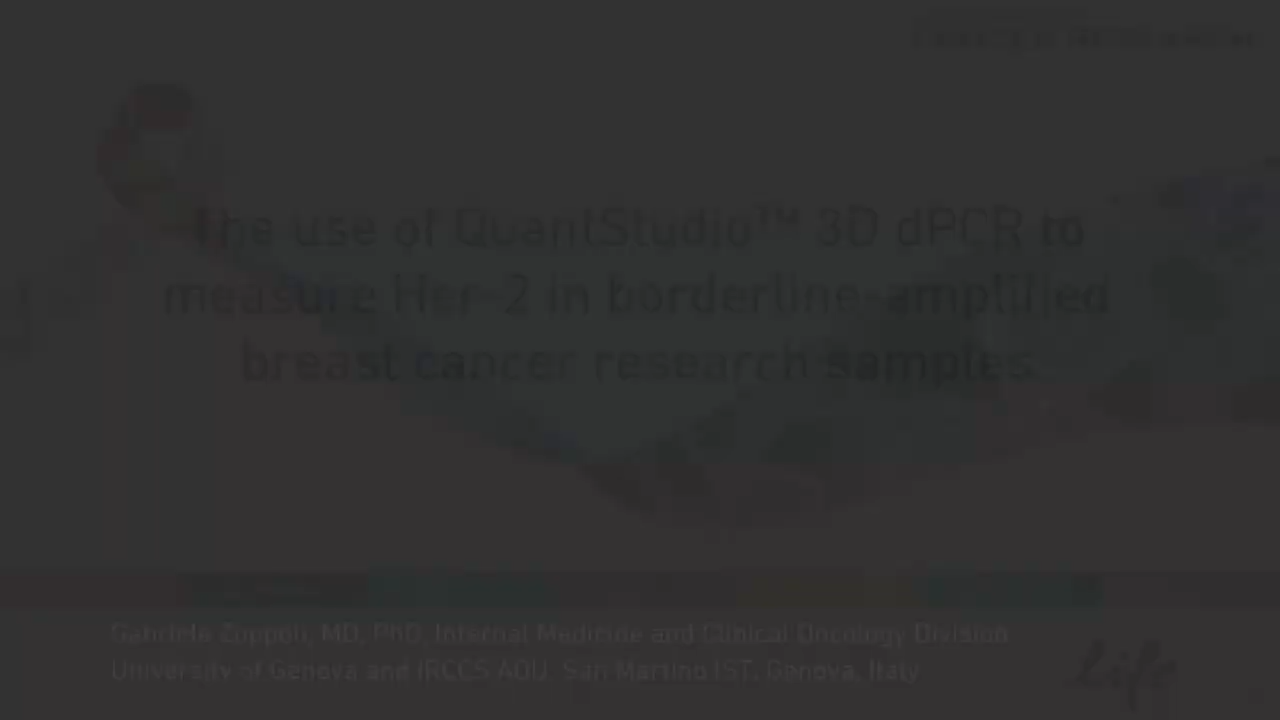 The use of QuantStudio™ 3D dPCR to
measure Her-2 in borderline-amplified
breast cancer research samples
Gabriele Zoppoli, MD, PhD, Internal Medicine and Clinical Oncology Division
University of Genova and IRCCS AOU, San Martino IST, Genova, Italy
life